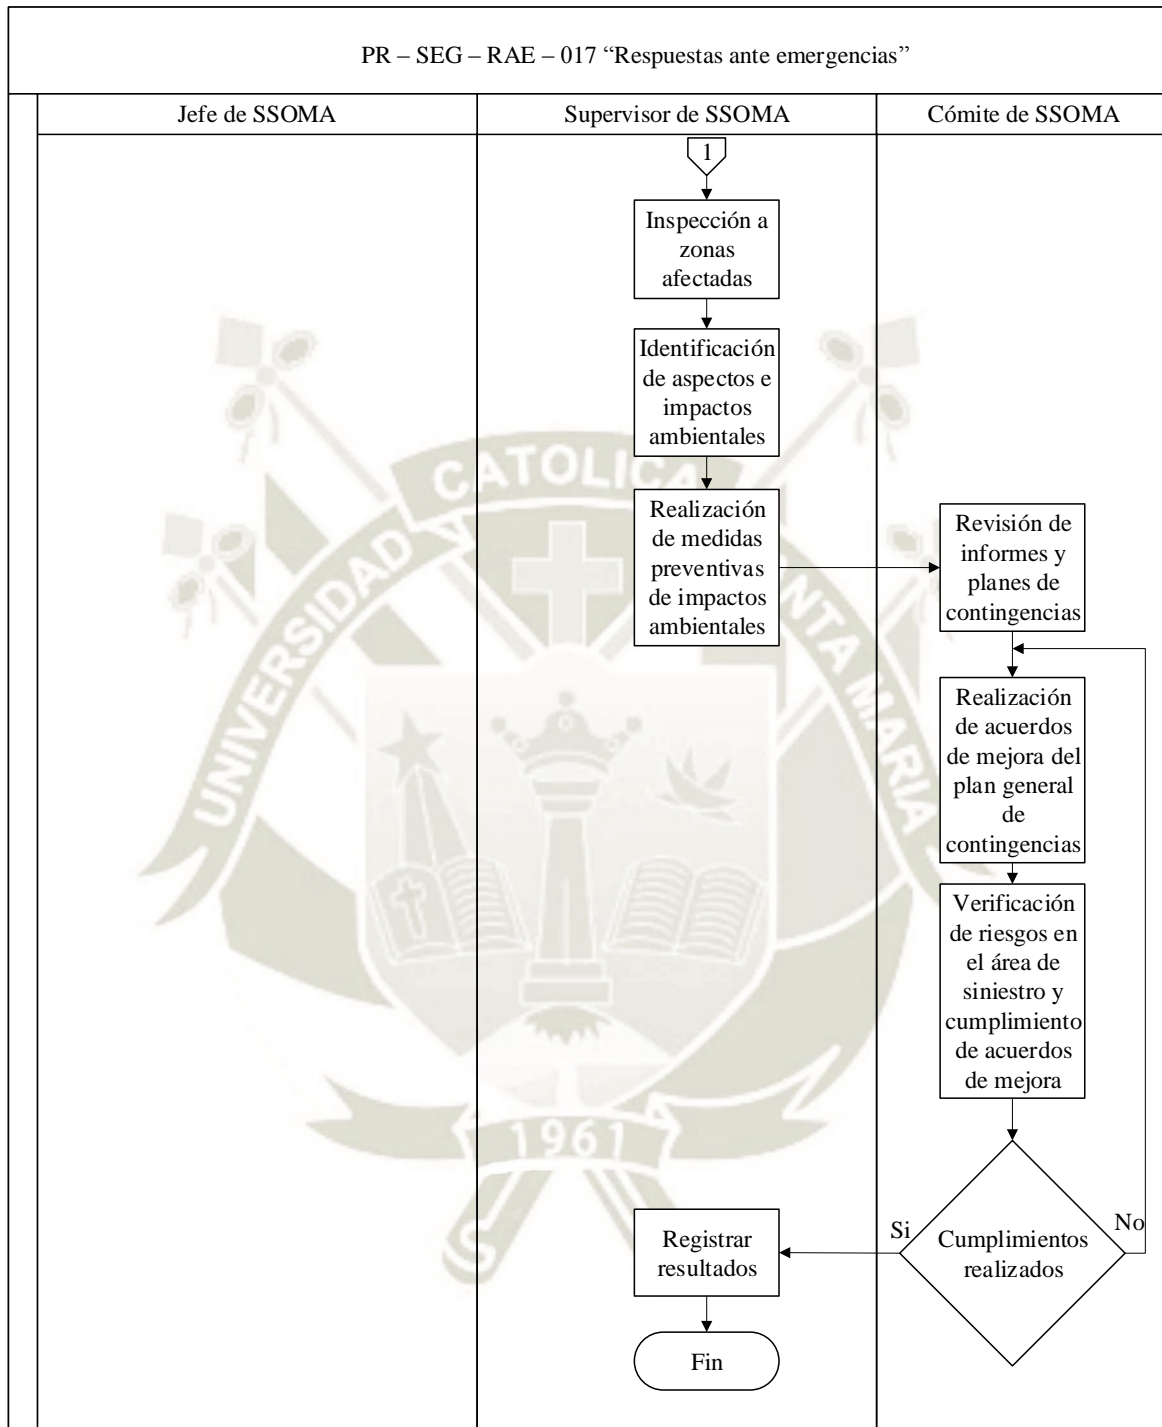 PR – SEG – RAE – 017 “Respuestas ante emergencias”
Jefe de SSOMA
Supervisor de SSOMA
Cómite de SSOMA
1
Inspección a
zonas
afectadas
Identificación
de aspectos e
impactos
ambientales
Realización
de medidas
preventivas
de impactos
ambientales
Revisión de
informes y
planes de
contingencias
Realización
de acuerdos
de mejora del
plan general
de
contingencias
Verificación
de riesgos en
el área de
siniestro y
cumplimiento
de acuerdos
de mejora
Cumplimientos
realizados
Si
No
Registrar
resultados
Fin
UNIVERSIDAD
CATOLICA
NTA MARIA
1961
S